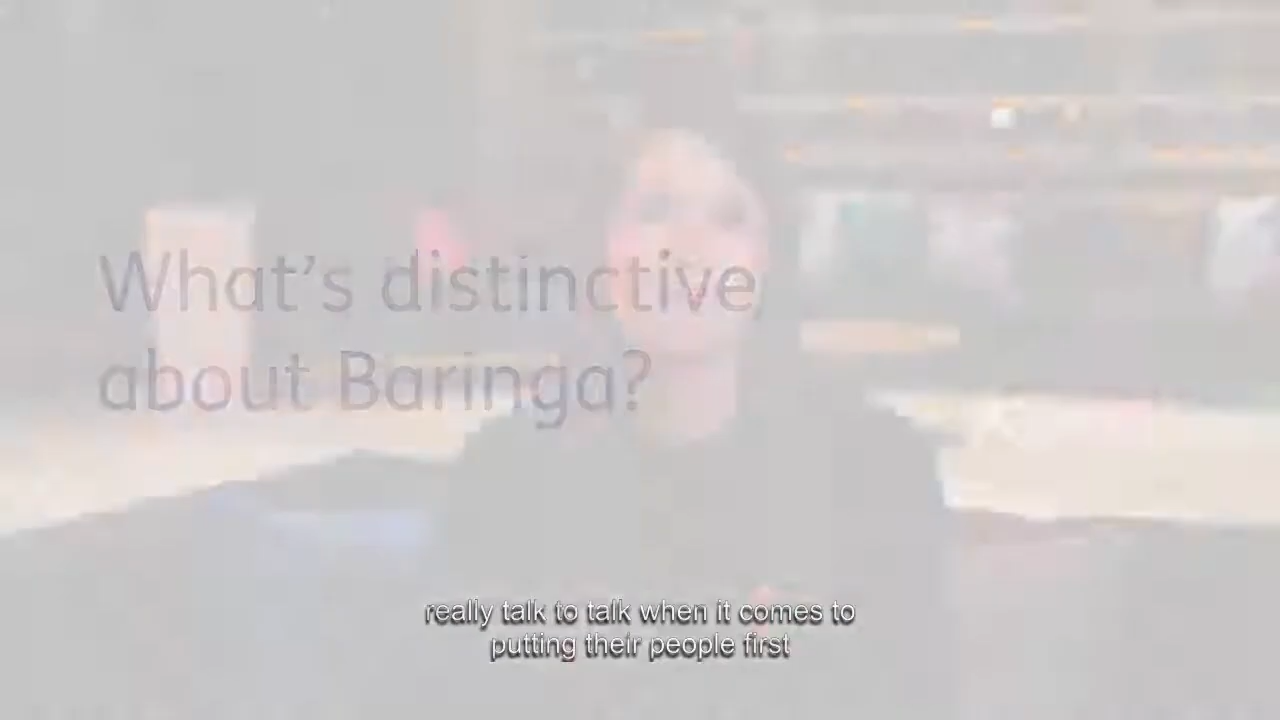 What's distinctive
about Baringa?
really talk to talk when it comes to
putting their people first